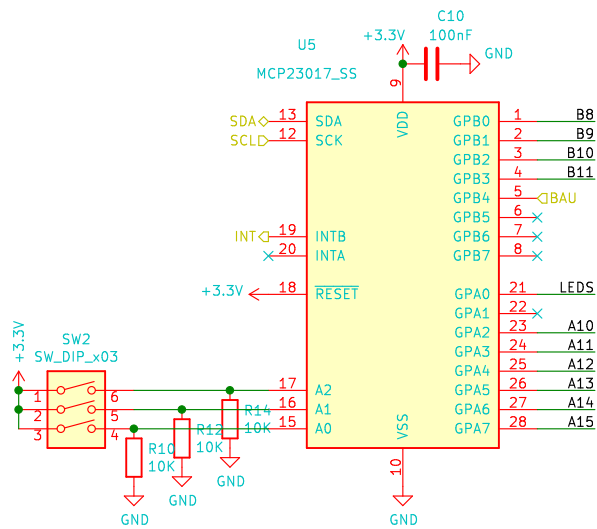 C10
100nF
+3.3V
GND
U5
MCP23017_SS
9
VDD
SDA 13 SDA
SCL 12 SCK
INT 19 INTB
20 INTA
+3.3V 18 RESET
17 A2
16 A1
15 A0
GPB0 1 B8
GPB1 2 B9
GPB2 3 B10
GPB3 4 B11
GPB4 5 BAU
GPB5 6
GPB6 7
GPB7 8
GPA0 21 LEDS
GPA1 22
GPA2 23 A10
GPA3 24 A11
GPA4 25 A12
GPA5 26 A13
GPA6 27 A14
GPA7 28 A15
VSS
10
GND
+3.3V
SW2
SW_DIP_x03
1 6
2 5
3 4
R14
10K
GND
R12
10K
GND
R10
10K
GND